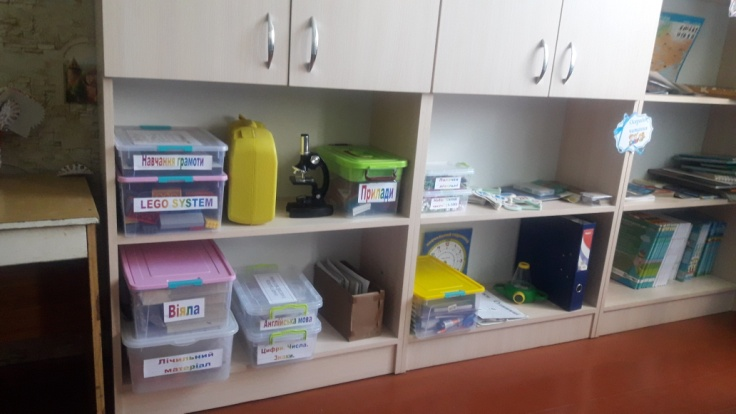 Навчання грамоти
LEGO SYSTEM
Прилади
Віяла
Англійська мова
Лічильний
матеріал
Цифри. Числа.
Знаки.